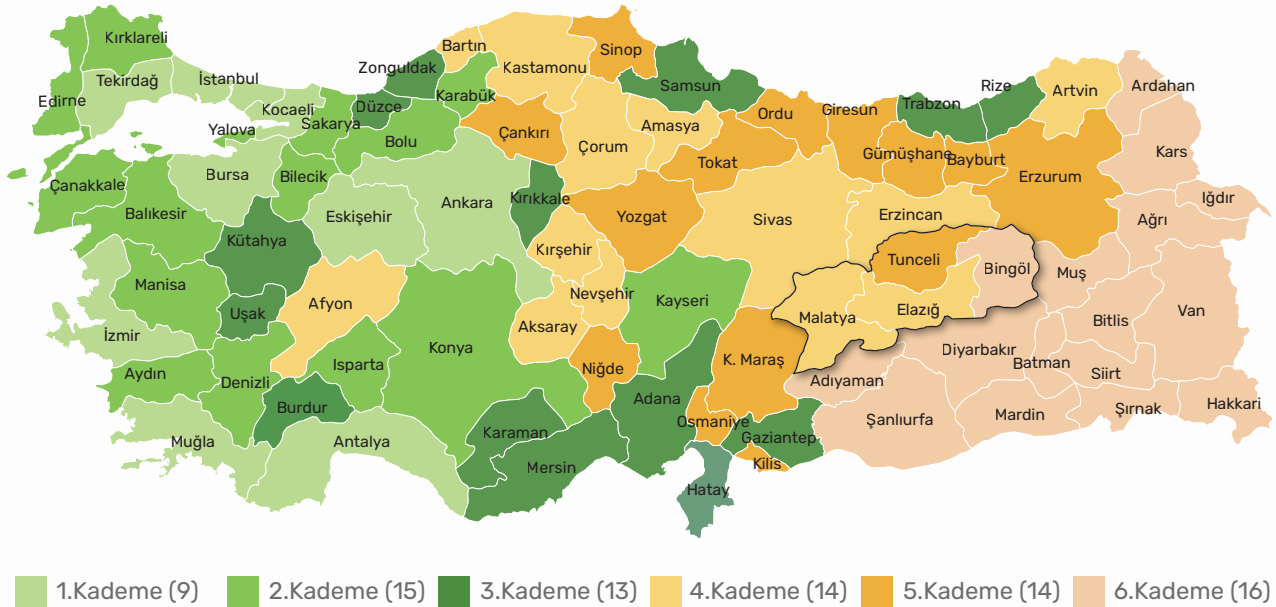 Kırklareli
Tekirdağ
İstanbul
Edirne
Kocaeli
Yalova
Sakarya
Düzce
Zonguldak
Bartın
Karabük
Kastamonu
Sinop
Samsun
Bolu
Çankırı
Çorum
Amasya
Ordu
Giresun
Trabzon
Rize
Artvin
Ardahan
Kars
Tokat
Gümüşhane
Bayburt
Erzurum
Iğdır
Ağrı
Çanakkale
Balıkesir
Bursa
Bilecik
Eskişehir
Ankara
Kırıkkale
Yozgat
Sivas
Erzincan
Kütahya
Kırşehir
Tunceli
Bingöl
Muş
Manisa
Uşak
Afyon
Nevşehir
Kayseri
Malatya
Elazığ
Bitlis
Van
İzmir
Aksaray
Konya
Isparta
Niğde
K. Maraş
Diyarbakır
Batman
Siirt
Aydın
Denizli
Burdur
Adana
Adıyaman
Şanlıurfa
Mardin
Şırnak
Hakkari
Muğla
Antalya
Karaman
Mersin
Osmaniye
Gaziantep
Kilis
Hatay
1.Kademe (9)
2.Kademe (15)
3.Kademe (13)
4.Kademe (14)
5.Kademe (14)
6.Kademe (16)